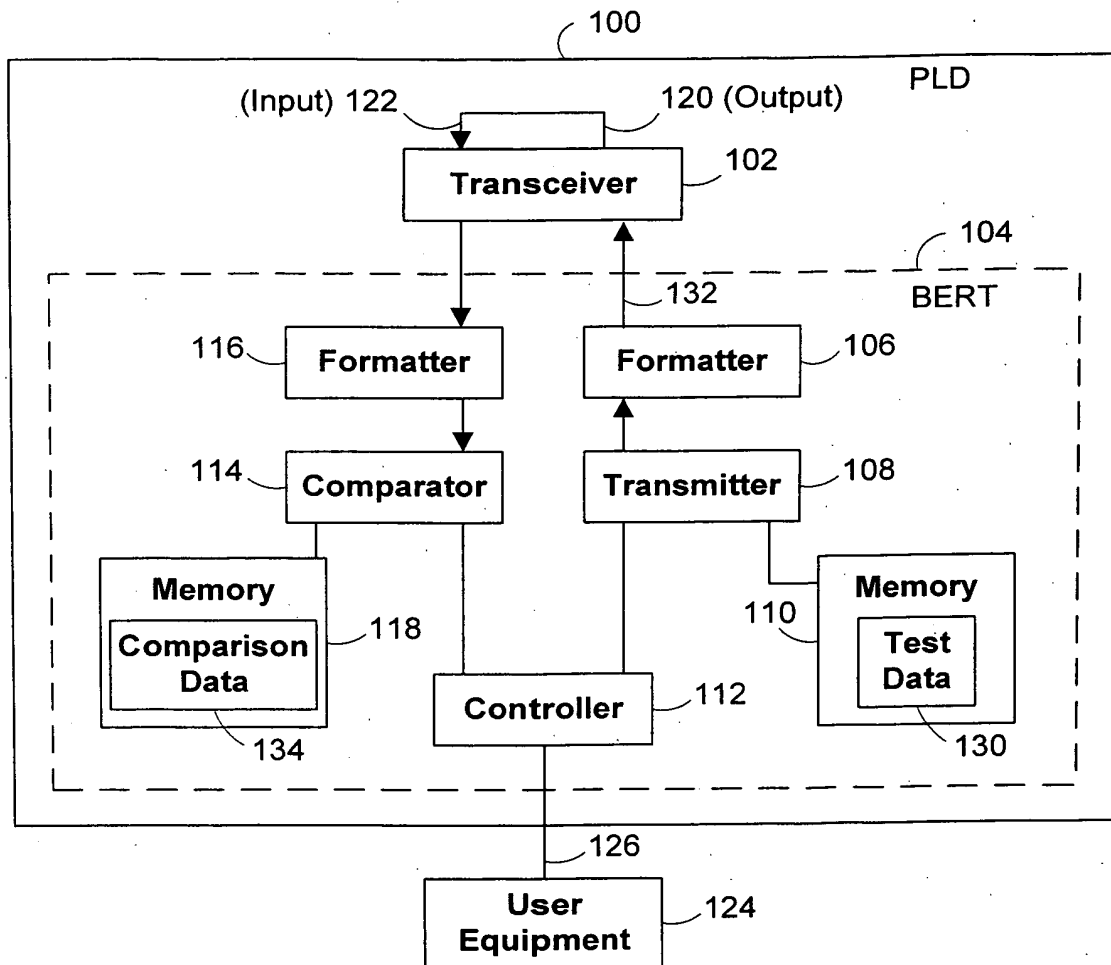 100
PLD
(Input) 122
120 (Output)
Transceiver
102
104
BERT
132
116
Formatter
Formatter
106
114
Comparator
Transmitter
108
Memory
Comparison
Data
118
134
Memory
110
Test
Data
130
Controller
112
126
User
Equipment
124